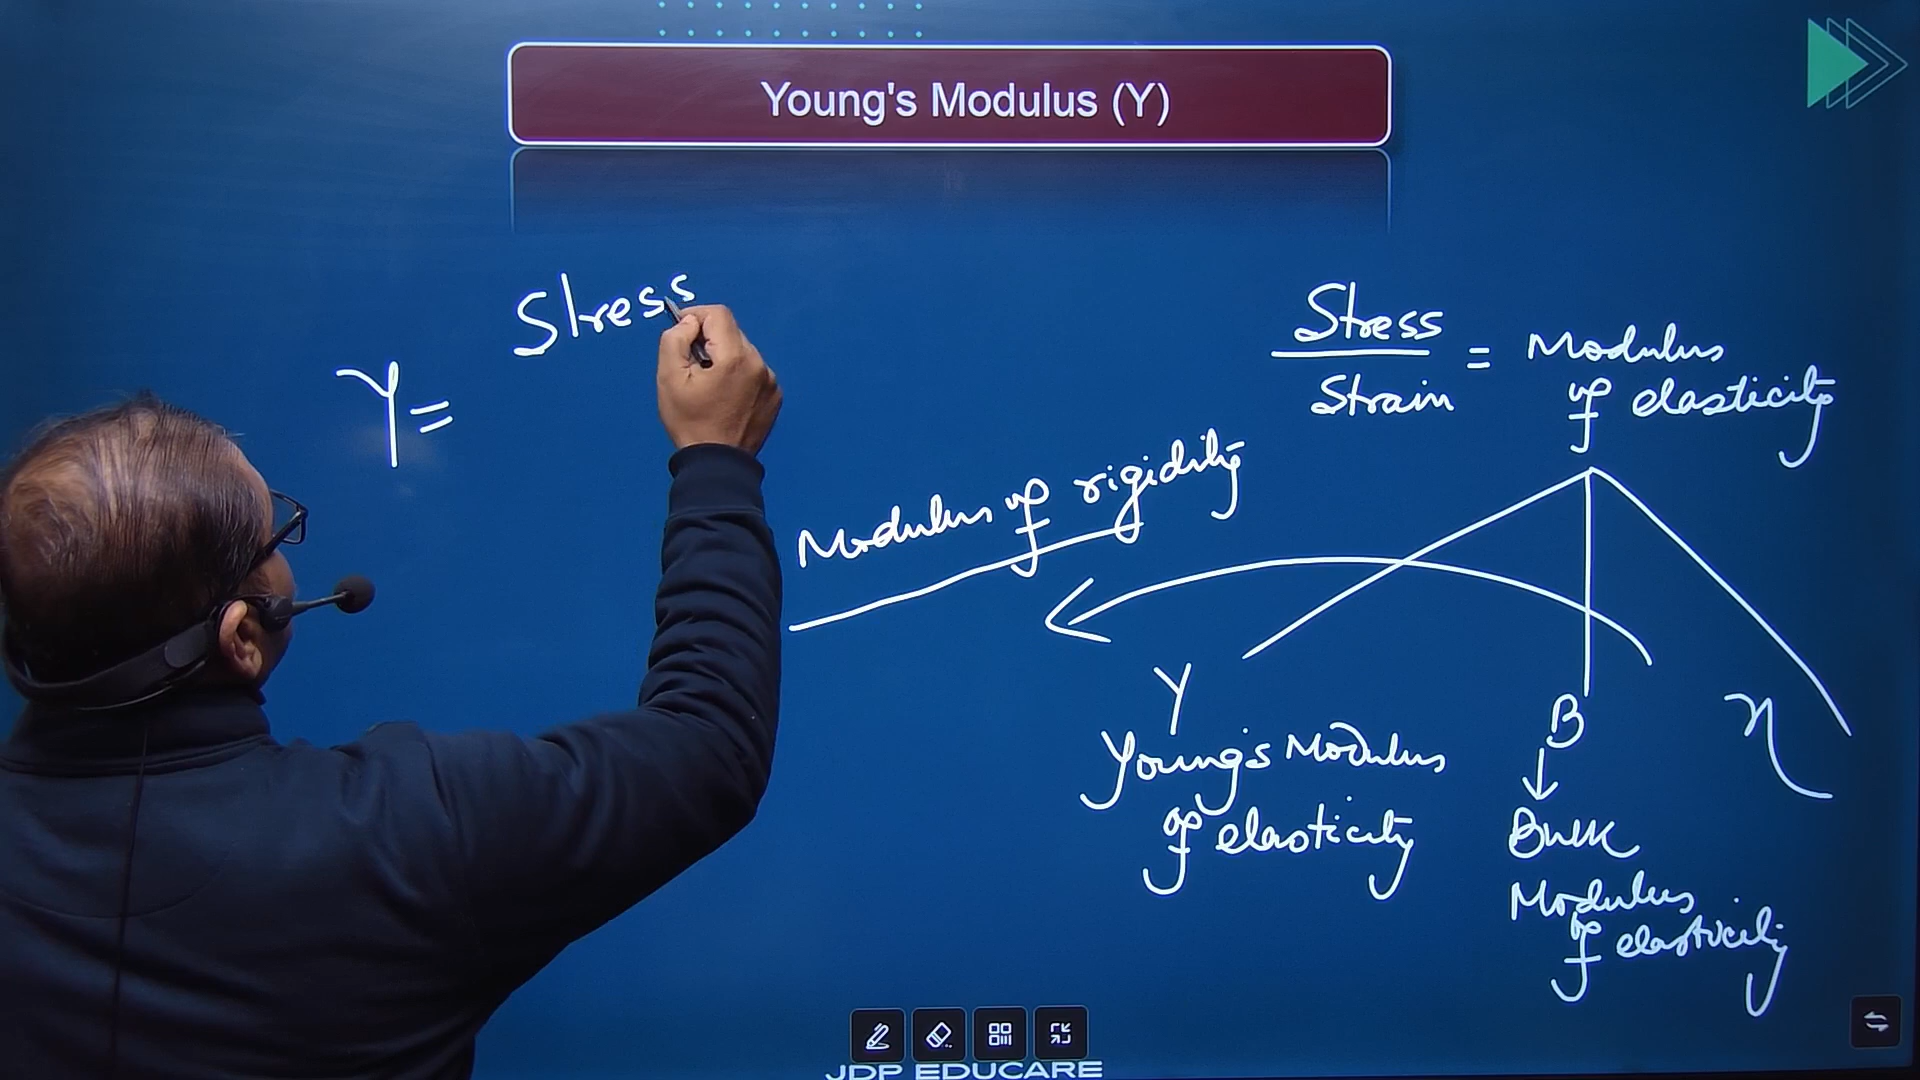 Young's Modulus (Y)
Y =
Stress
Stress
Strain
= Modulus
of elasticity
Modulus of rigidity
Y
Young's Modulus
of elasticity
B
Bulk
Modulus
of elasticity
η
JDP EDUCARE